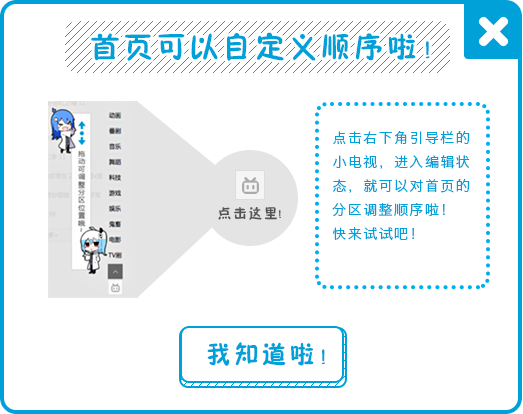 首页可以自定义顺序啦！
动画
番剧
音乐
舞蹈
科技
游戏
娱乐
鬼畜
电影
TV剧
拖动可调整分区位置哦～
点击这里！
点击右下角引导栏的
小电视，进入编辑状
态，就可以对首页的
分区调整顺序啦！
快来试试吧！
我知道啦！